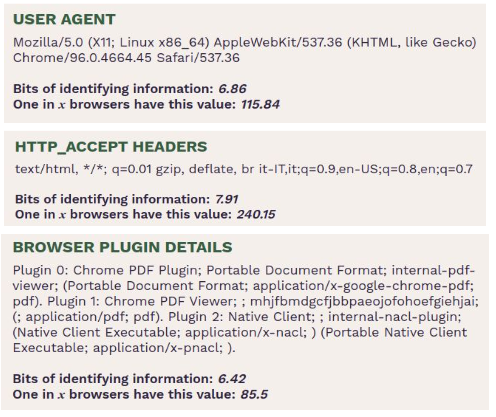 USER AGENT
Mozilla/5.0 (X11; Linux x86_64) AppleWebKit/537.36 (KHTML, like Gecko)
Chrome/96.0.4664.45 Safari/537.36
Bits of identifying information: 6.86
One in x browsers have this value: 115.84
HTTP_ACCEPT HEADERS
text/html, */*; q=0.01 gzip, deflate, br it-IT,it;q=0.9,en-US;q=0.8,en;q=0.7
Bits of identifying information: 7.91
One in x browsers have this value: 240.15
BROWSER PLUGIN DETAILS
Plugin 0: Chrome PDF Plugin; Portable Document Format; internal-pdf-
viewer; (Portable Document Format; application/x-google-chrome-pdf;
pdf). Plugin 1: Chrome PDF Viewer; ; mhjfbmdgcfjbbpaeojofohoefgiehjai;
(; application/pdf; pdf). Plugin 2: Native Client; ; internal-nacl-plugin;
(Native Client Executable; application/x-nacl; ) (Portable Native Client
Executable; application/x-pnacl; ).
Bits of identifying information: 6.42
One in x browsers have this value: 85.5